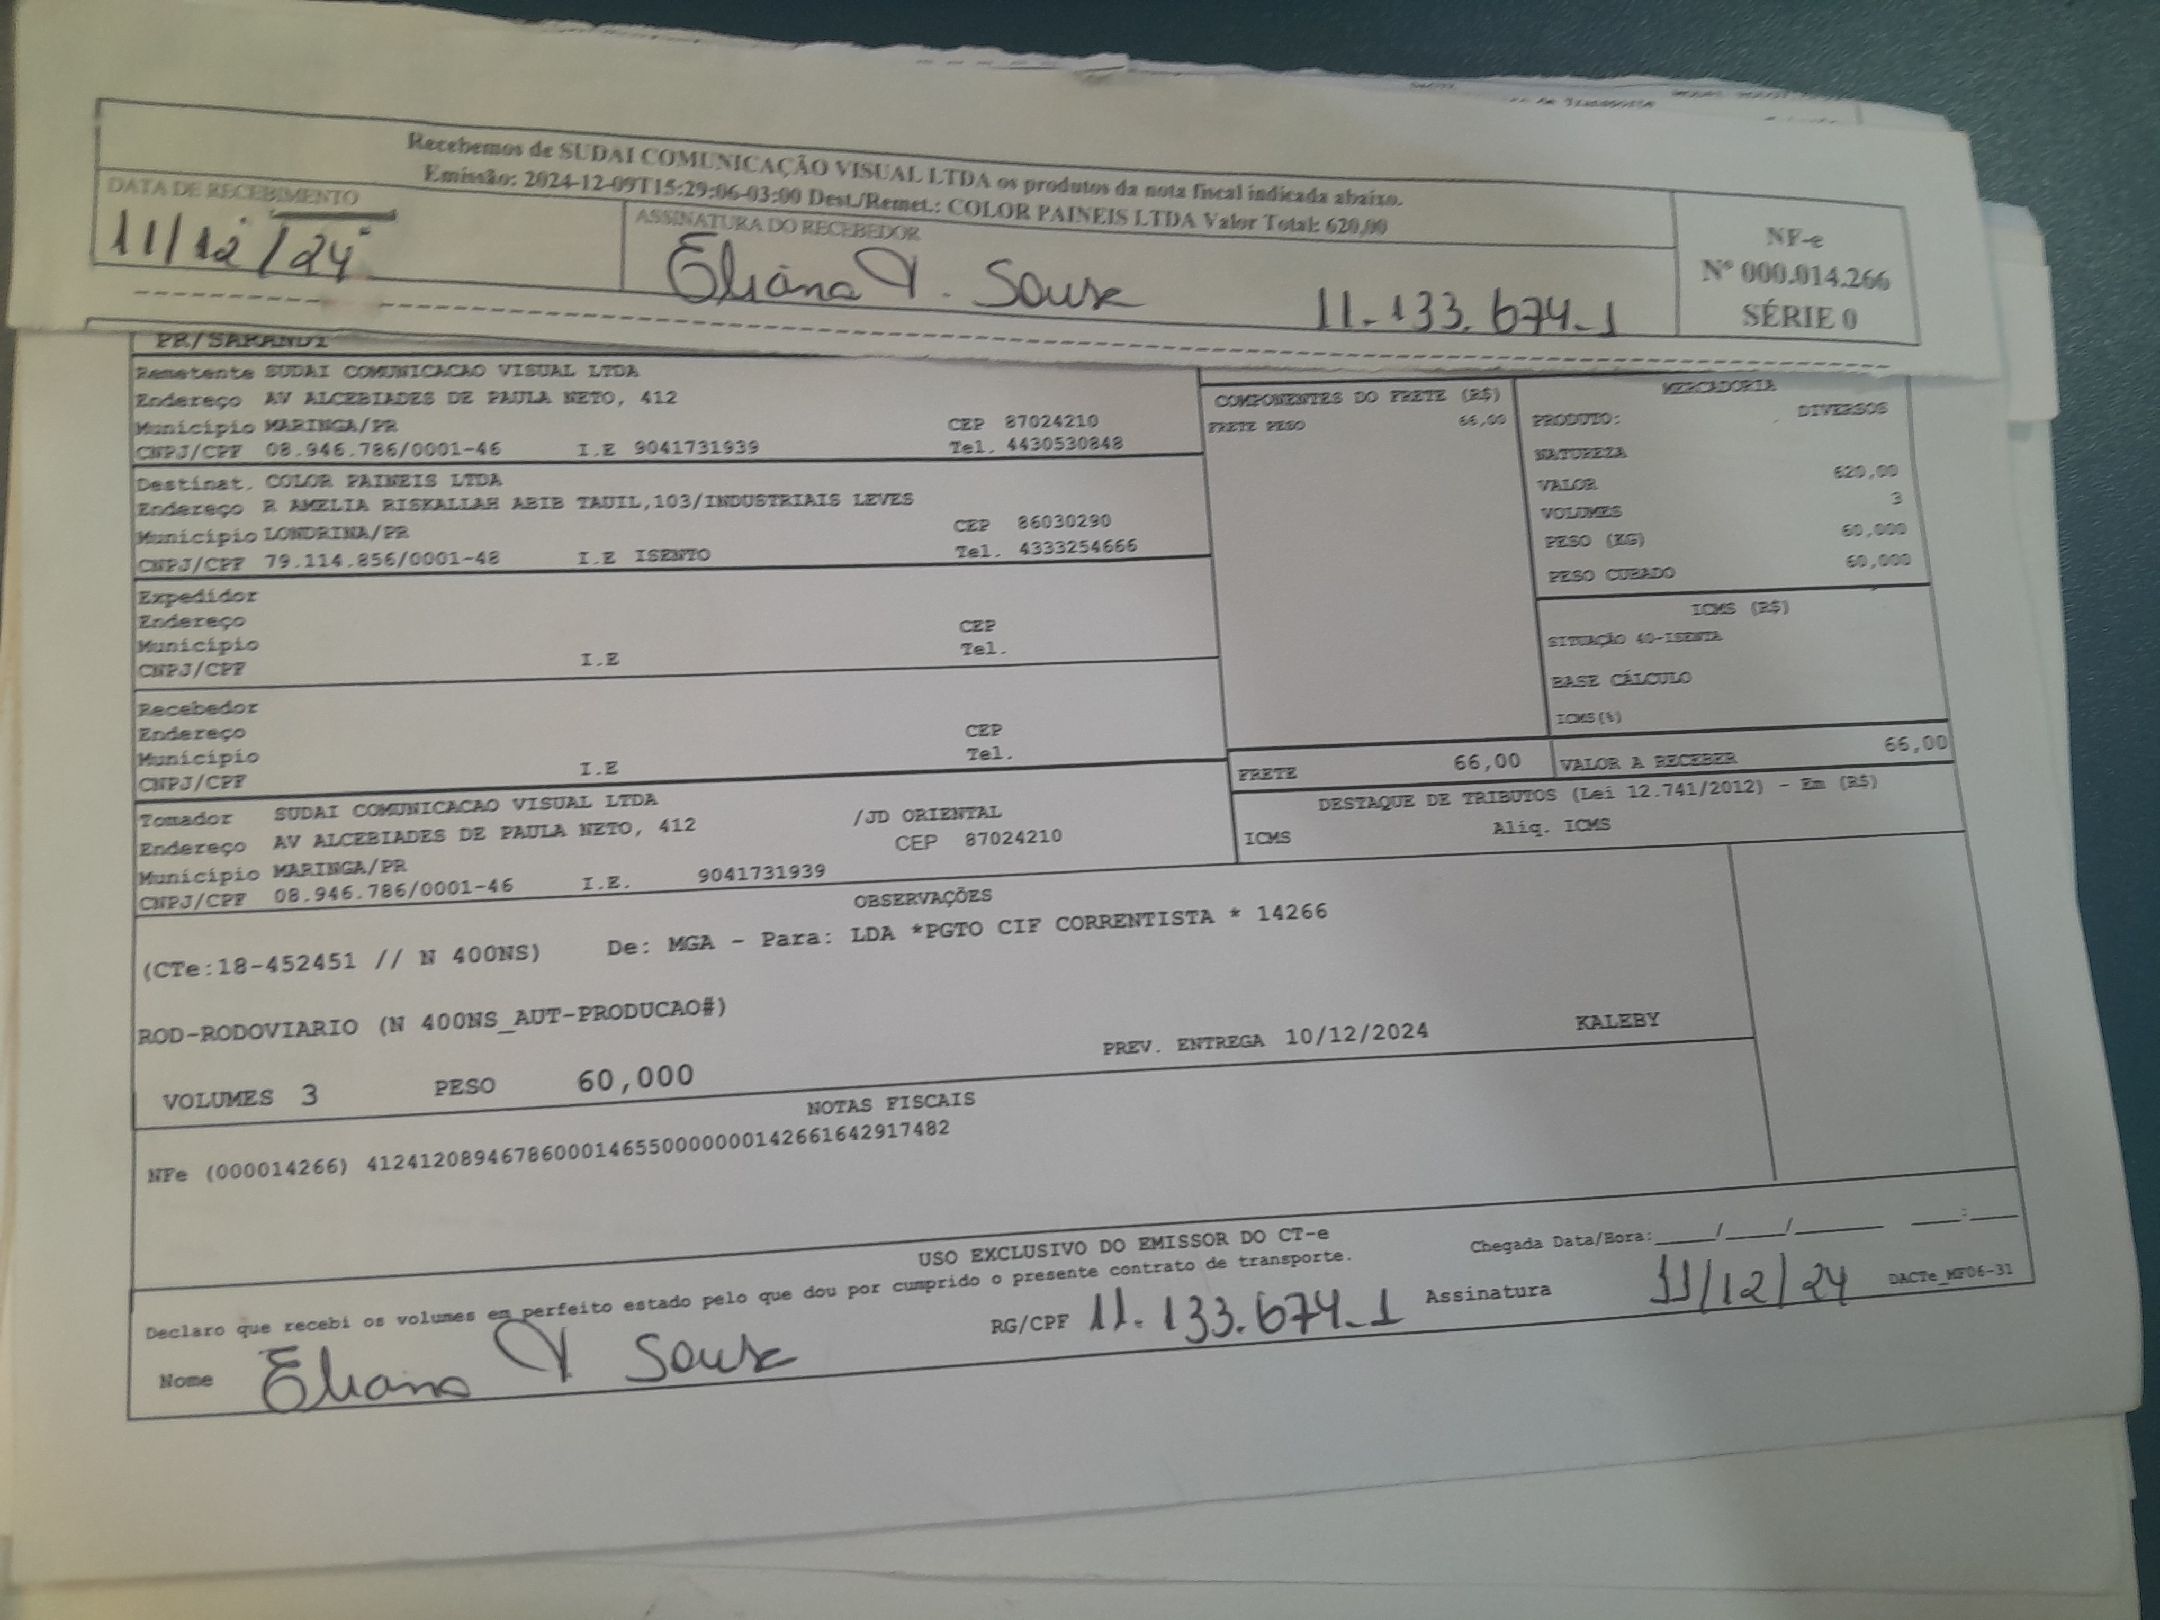 Recebemos de SUDAI COMUNICAÇÃO VISUAL LTDA os produtos da nota fiscal indicada abaixo.
Emissão: 2024-12-09T15:29:06-03:00 Dest./Remet.: COLOR PAINEIS LTDA Valor Total: 620,00
DATA DE RECEBIMENTO
11/12/24
ASSINATURA DO RECEBEDOR
Eliana V. Sousa 11.133.674-1
NF-e
Nº 000.014.266
SÉRIE 0
PR/SARANDI
Remetente SUDAI COMUNICACAO VISUAL LTDA
Endereço AV ALCEBIADES DE PAULA NETO, 412
Município MARINGA/PR CEP 87024210
CNPJ/CPF 08.946.786/0001-46 I.E 9041731939 Tel. 4430530848
Destinat. COLOR PAINEIS LTDA
Endereço R AMELIA RISKALLAH ABIB TAUIL,103/INDUSTRIAIS LEVES
Município LONDRINA/PR CEP 86030290
CNPJ/CPF 79.114.856/0001-48 I.E ISENTO Tel. 4333254666
Expedidor
Endereço
Município CEP
CNPJ/CPF I.E Tel.
Recebedor
Endereço
Município CEP
CNPJ/CPF I.E Tel.
Tomador SUDAI COMUNICACAO VISUAL LTDA
Endereço AV ALCEBIADES DE PAULA NETO, 412 /JD ORIENTAL
Município MARINGA/PR CEP 87024210
CNPJ/CPF 08.946.786/0001-46 I.E. 9041731939
COMPONENTES DO FRETE (R$)
FRETE PESO 66,00
MERCADORIA
PRODUTO: DIVERSOS
NATUREZA
VALOR 620,00
VOLUMES 3
PESO (KG) 60,000
PESO CUBADO 60,000
ICMS (R$)
SITUAÇÃO 40-ISENTA
BASE CÁLCULO
ICMS(%)
FRETE 66,00 VALOR A RECEBER 66,00
DESTAQUE DE TRIBUTOS (Lei 12.741/2012) - Em (R$)
ICMS Aliq. ICMS
OBSERVAÇÕES
(CTe:18-452451 // N 400NS) De: MGA - Para: LDA *PGTO CIF CORRENTISTA * 14266
ROD-RODOVIARIO (N 400NS_AUT-PRODUCAO#)
PREV. ENTREGA 10/12/2024 KALEBY
VOLUMES 3 PESO 60,000
NOTAS FISCAIS
NFe (000014266) 41241208946786000146550000000142661642917482
USO EXCLUSIVO DO EMISSOR DO CT-e
Declaro que recebi os volumes em perfeito estado pelo que dou por cumprido o presente contrato de transporte.
Chegada Data/Hora:____/____/______ ___:___
Nome Eliana V Sousa RG/CPF 11.133.674-1 Assinatura 11/12/24
DACTe_MF06-31